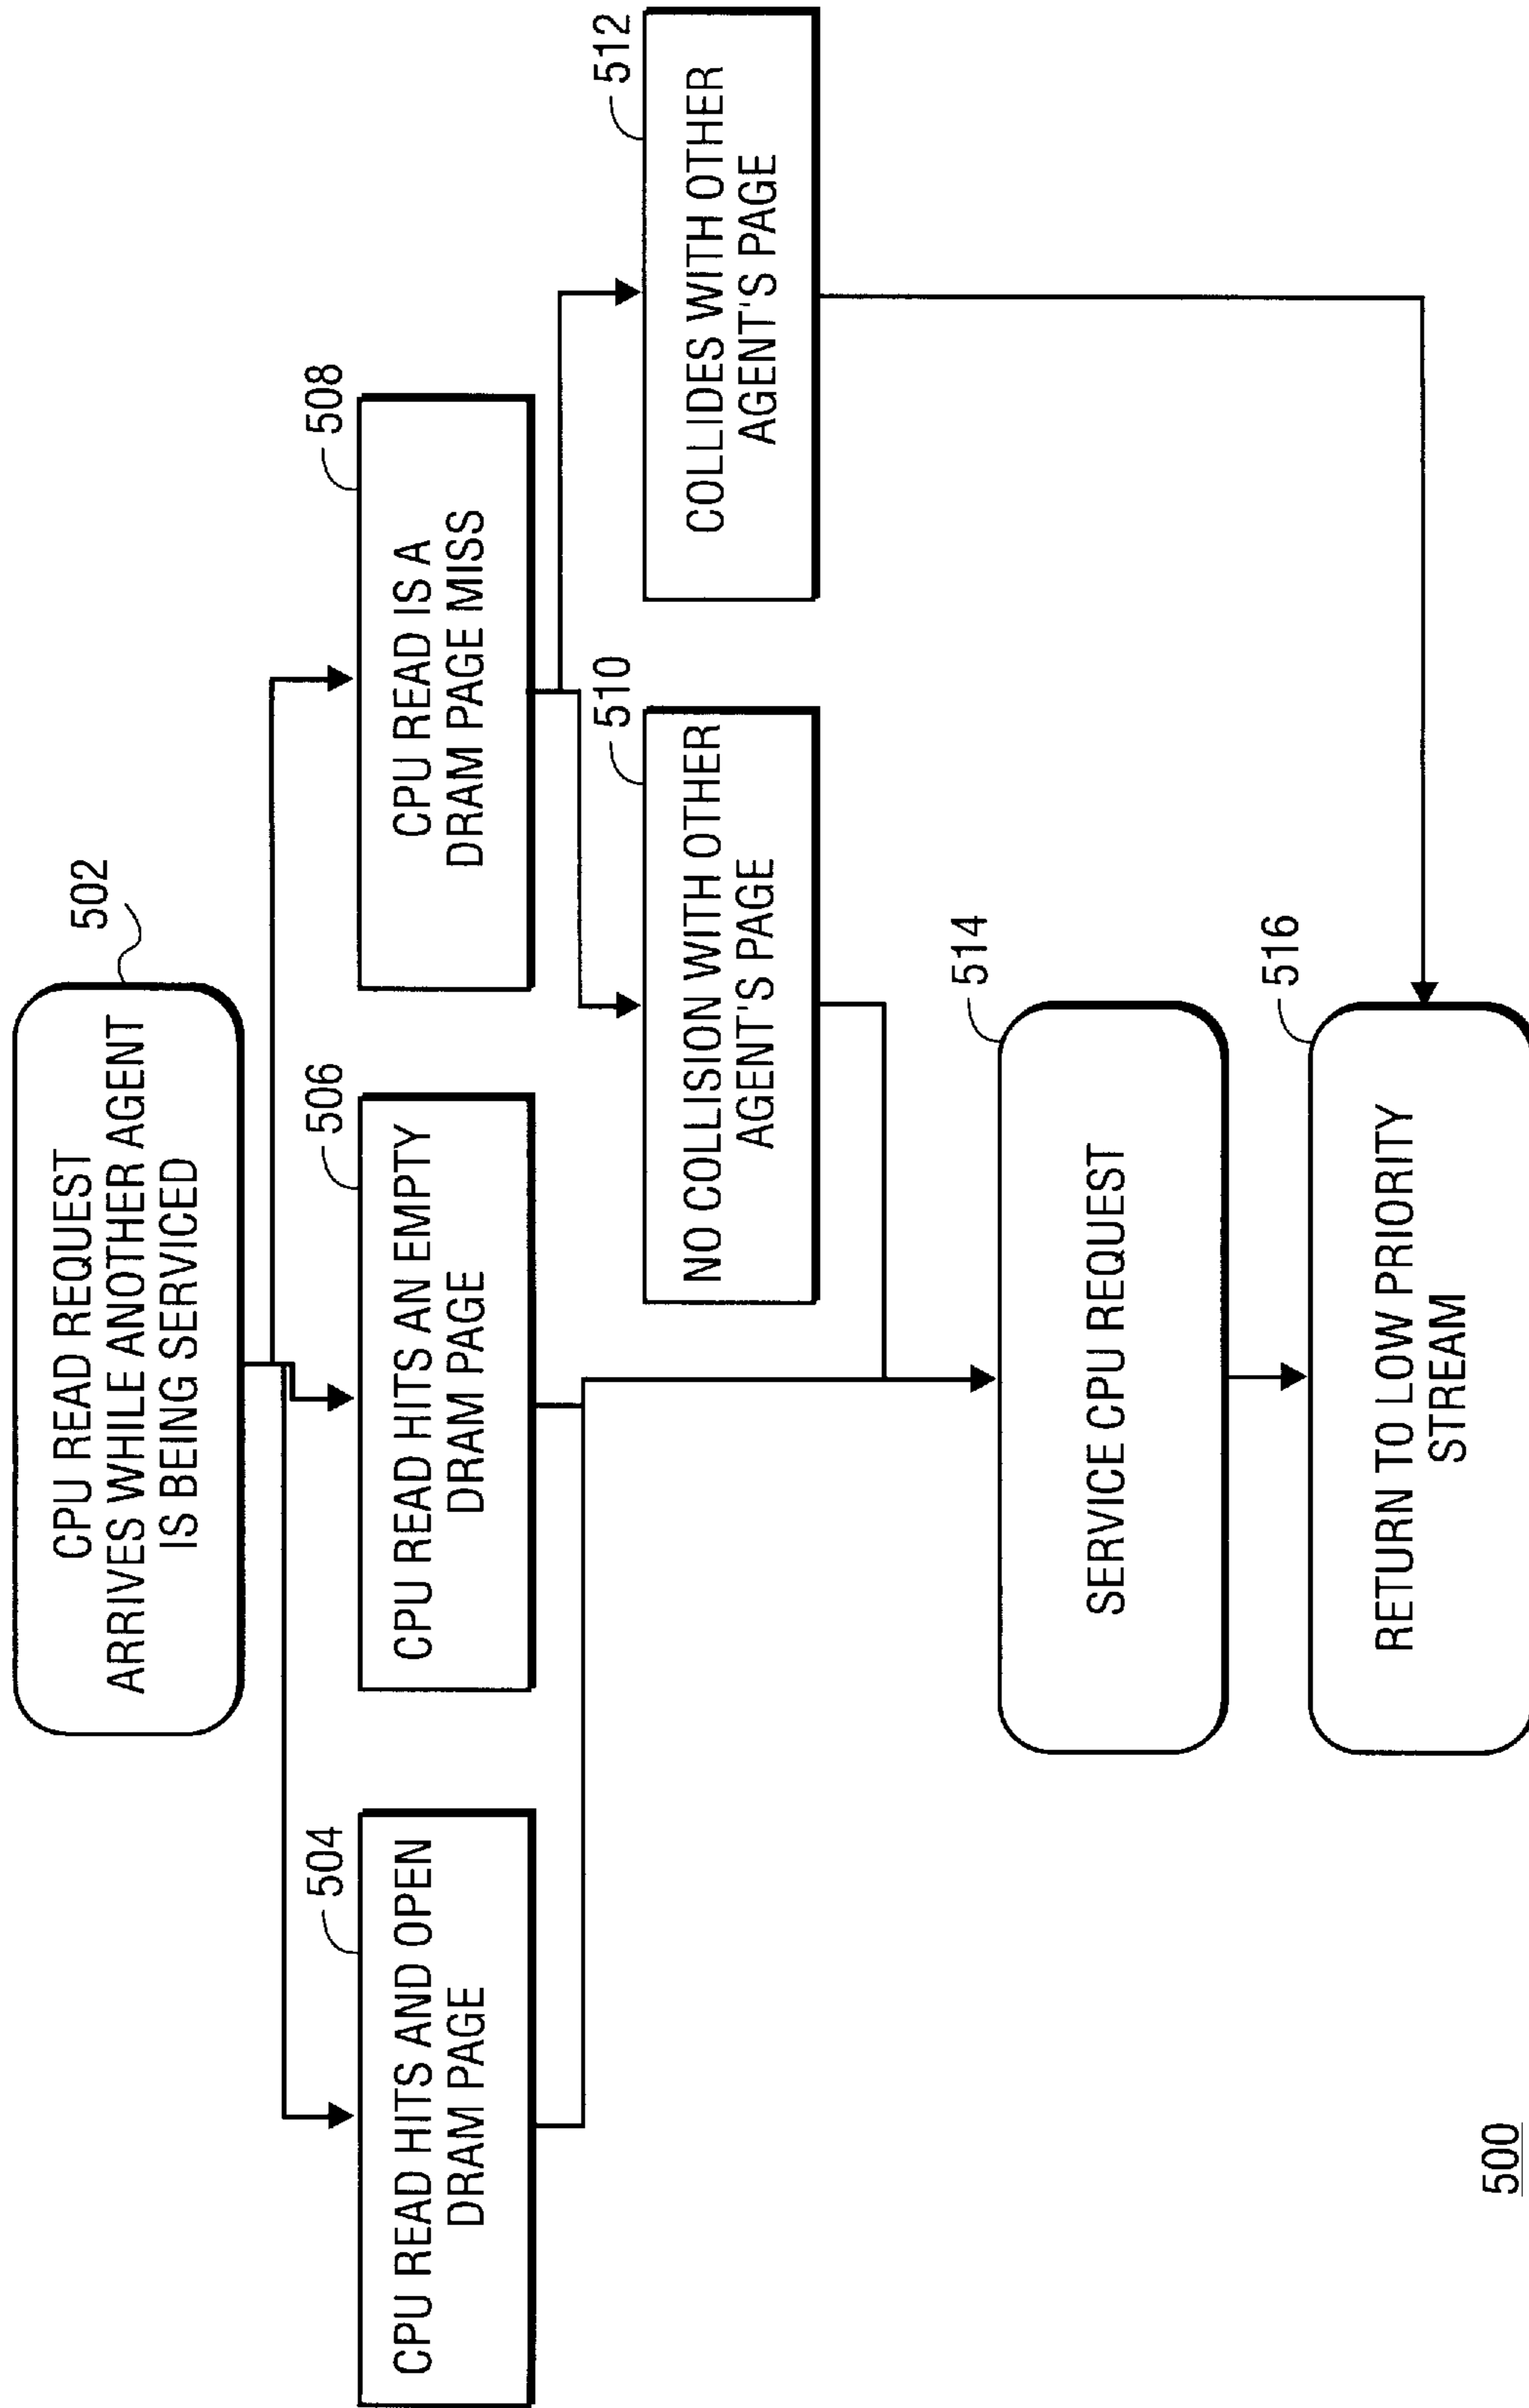 502
CPU READ REQUEST
ARRIVES WHILE ANOTHER AGENT
IS BEING SERVICED
504
CPU READ HITS AND OPEN
DRAM PAGE
506
CPU READ HITS AN EMPTY
DRAM PAGE
508
CPU READ IS A
DRAM PAGE MISS
510
NO COLLISION WITH OTHER
AGENT'S PAGE
512
COLLIDES WITH OTHER
AGENT'S PAGE
514
SERVICE CPU REQUEST
516
RETURN TO LOW PRIORITY
STREAM
500